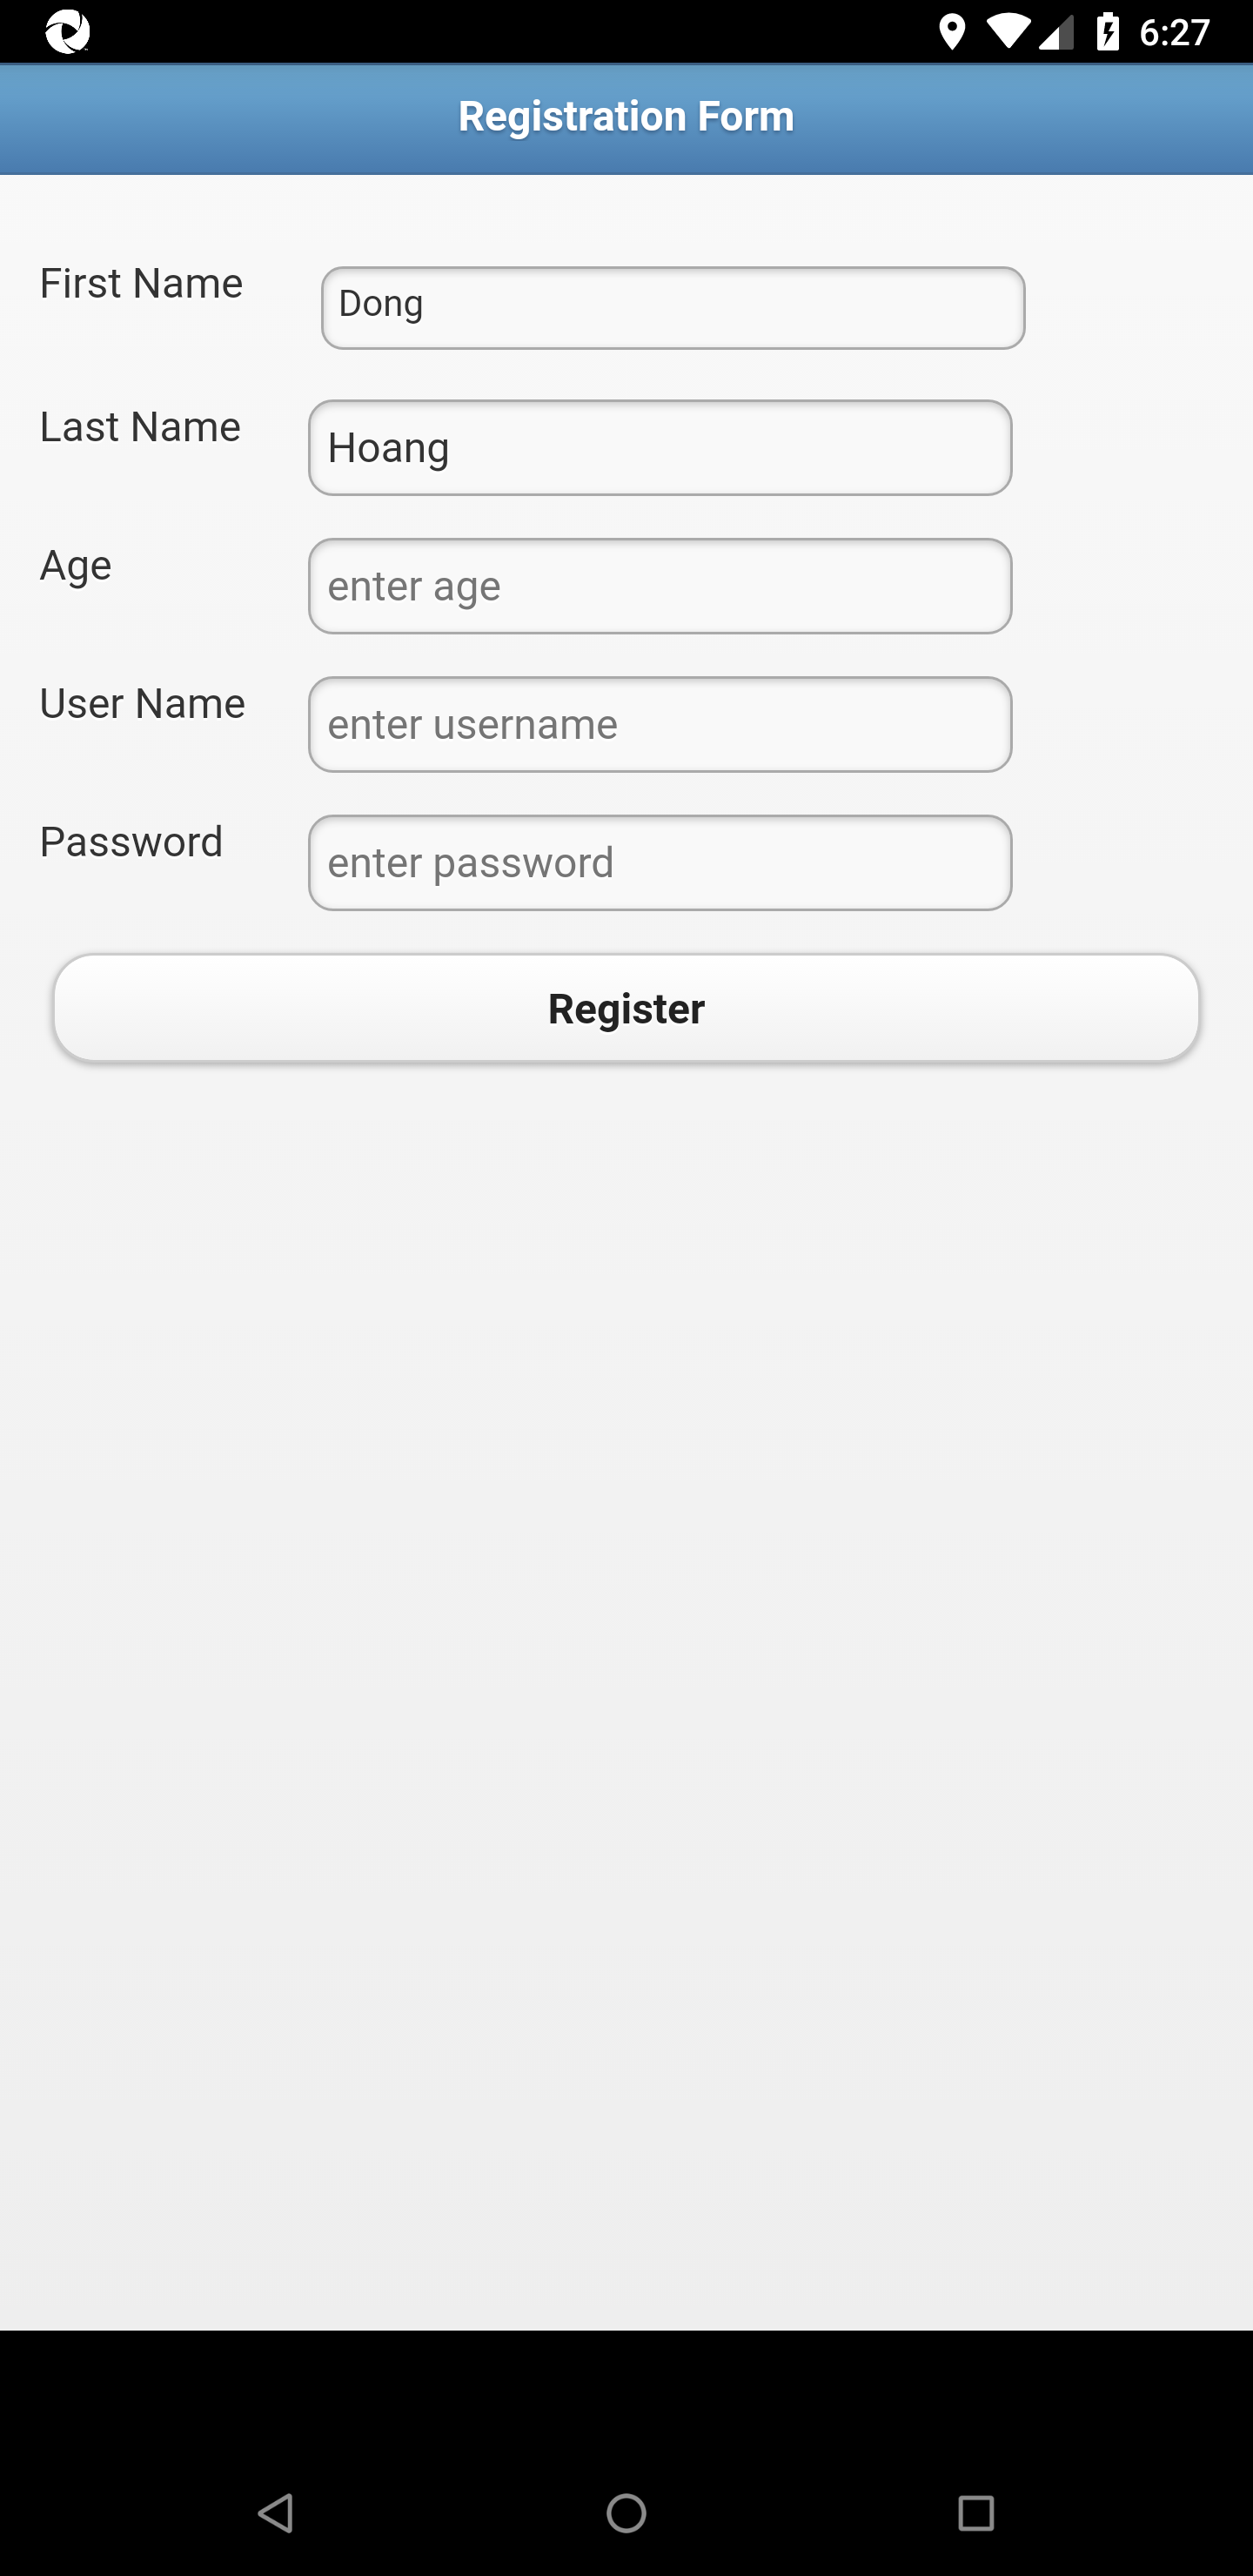 6:27
Registration Form
First Name
Dong
Last Name
Hoang
Age
enter age
User Name
enter username
Password
enter password
Register